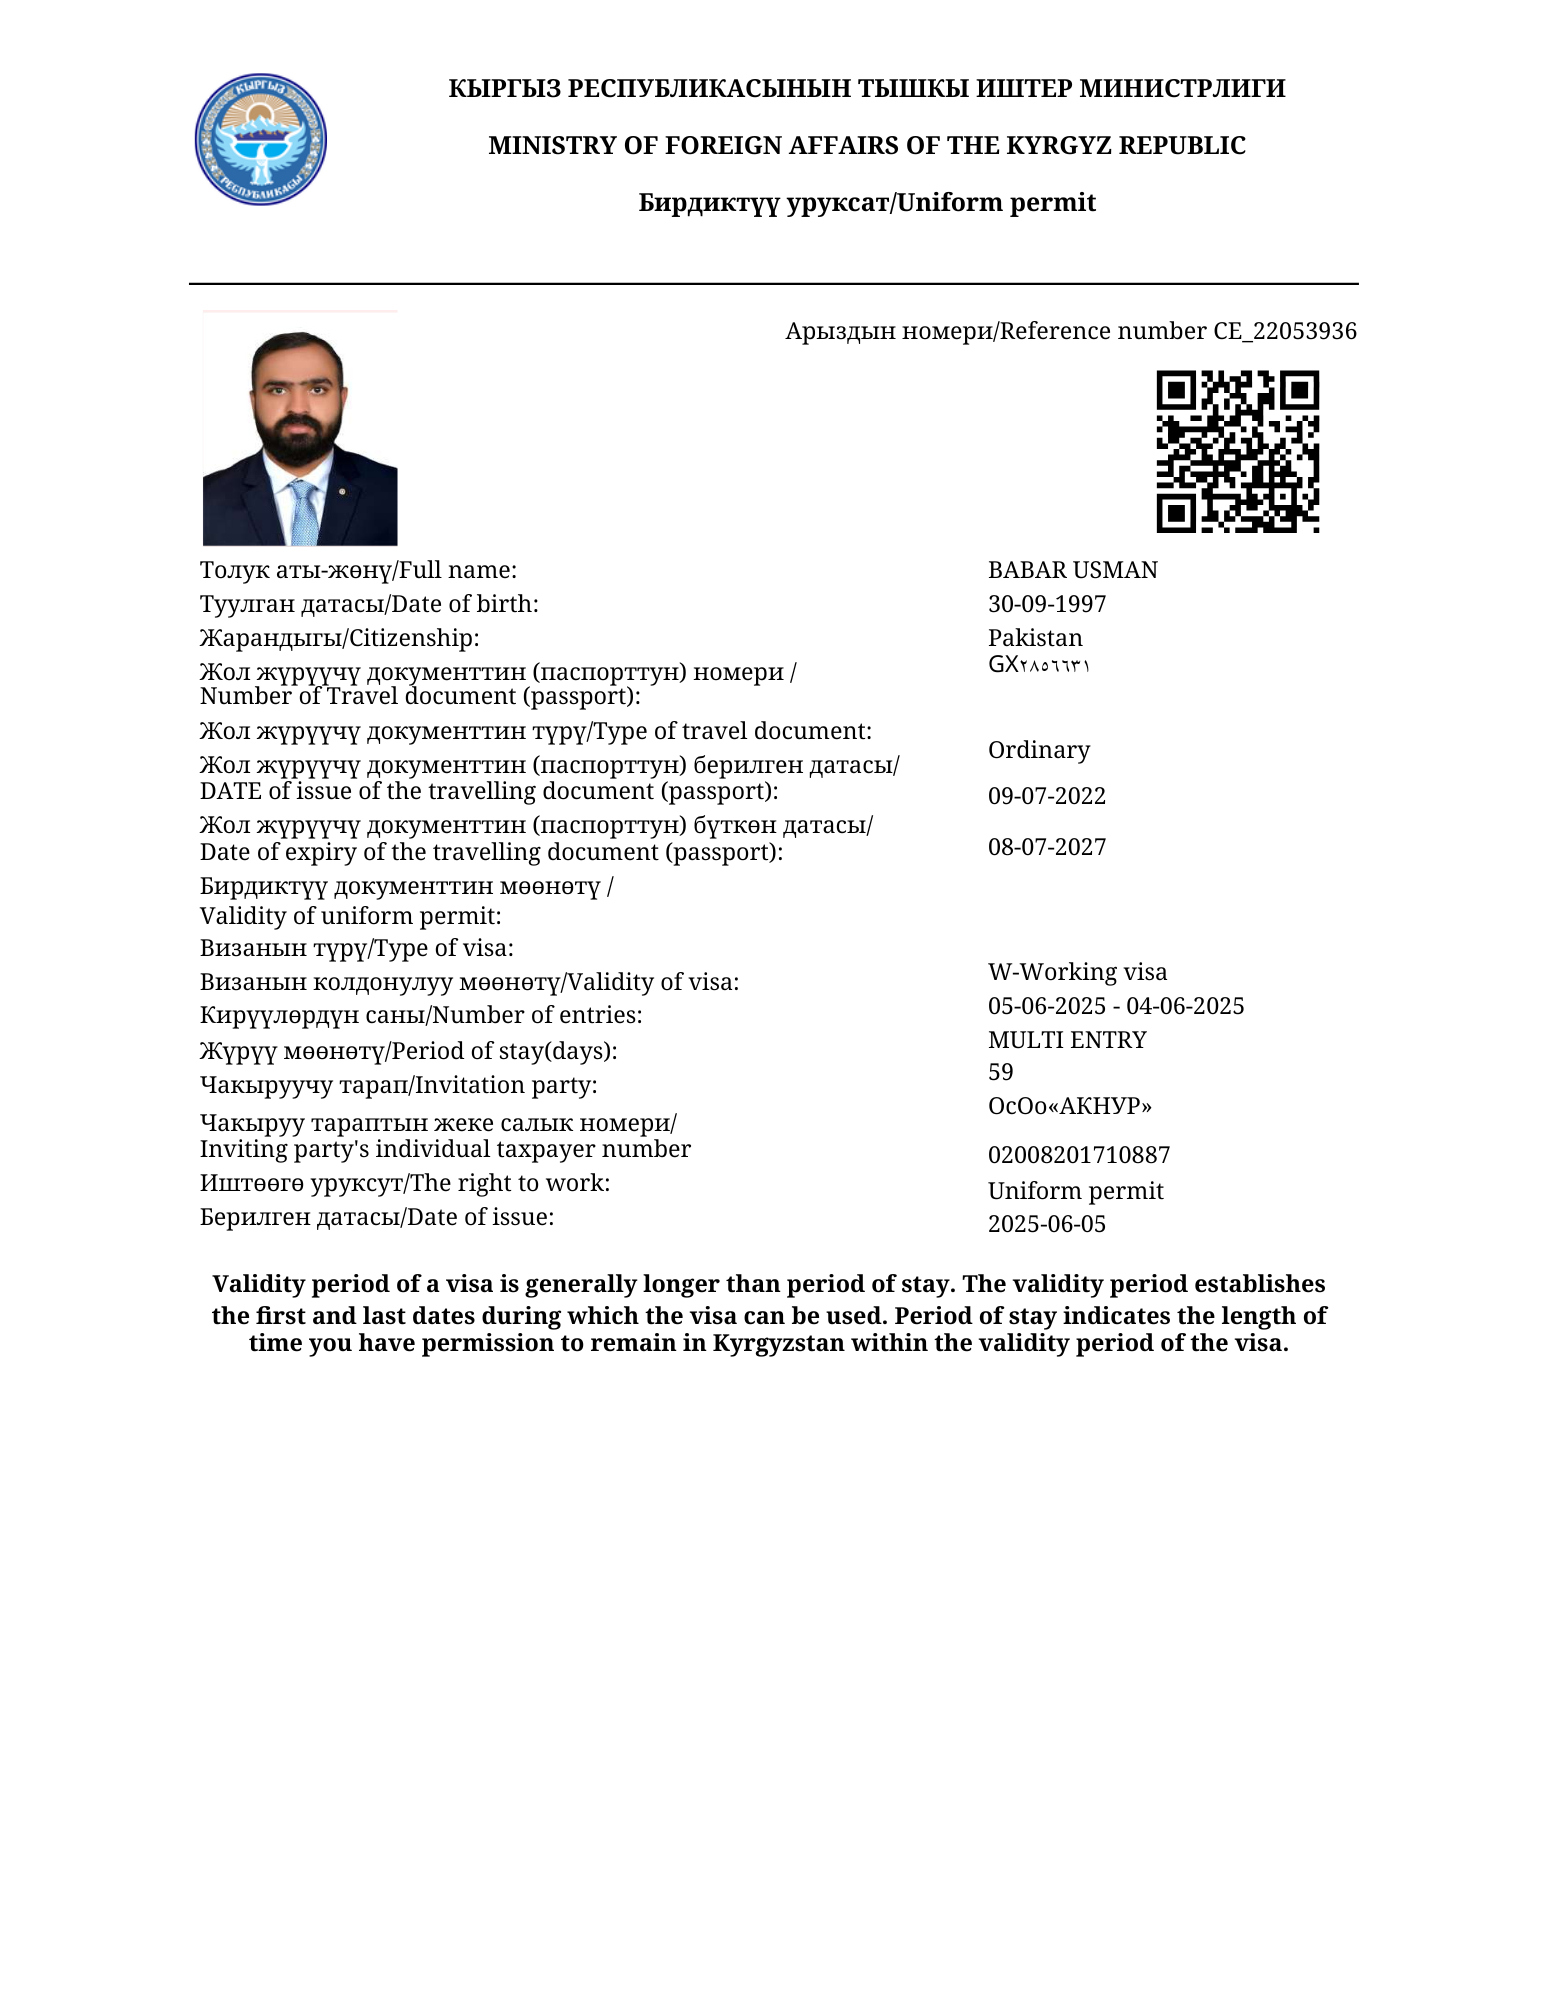 КЫРГЫЗ РЕСПУБЛИКАСЫНЫН ТЫШКЫ ИШТЕР МИНИСТРЛИГИ
MINISTRY OF FOREIGN AFFAIRS OF THE KYRGYZ REPUBLIC
Бирдиктүү уруксат/Uniform permit
КЫРГЫЗ
РЕСПУБЛИКАСЫ
Арыздын номери/Reference number CE_22053936
Толук аты-жөнү/Full name: BABAR USMAN
Туулган датасы/Date of birth: 30-09-1997
Жарандыгы/Citizenship: Pakistan
Жол жүрүүчү документтин (паспорттун) номери / GX٢٨٥٦٦٣١
Number of Travel document (passport):
Жол жүрүүчү документтин түрү/Type of travel document: Ordinary
Жол жүрүүчү документтин (паспорттун) берилген датасы/
DATE of issue of the travelling document (passport): 09-07-2022
Жол жүрүүчү документтин (паспорттун) бүткөн датасы/
Date of expiry of the travelling document (passport): 08-07-2027
Бирдиктүү документтин мөөнөтү /
Validity of uniform permit:
Визанын түрү/Type of visa: W-Working visa
Визанын колдонулуу мөөнөтү/Validity of visa: 05-06-2025 - 04-06-2025
Кирүүлөрдүн саны/Number of entries: MULTI ENTRY
Жүрүү мөөнөтү/Period of stay(days): 59
Чакыруучу тарап/Invitation party: ОсОо«АКНУР»
Чакыруу тараптын жеке салык номери/
Inviting party's individual taxpayer number 02008201710887
Иштөөгө уруксут/The right to work: Uniform permit
Берилген датасы/Date of issue: 2025-06-05
Validity period of a visa is generally longer than period of stay. The validity period establishes
the first and last dates during which the visa can be used. Period of stay indicates the length of
time you have permission to remain in Kyrgyzstan within the validity period of the visa.